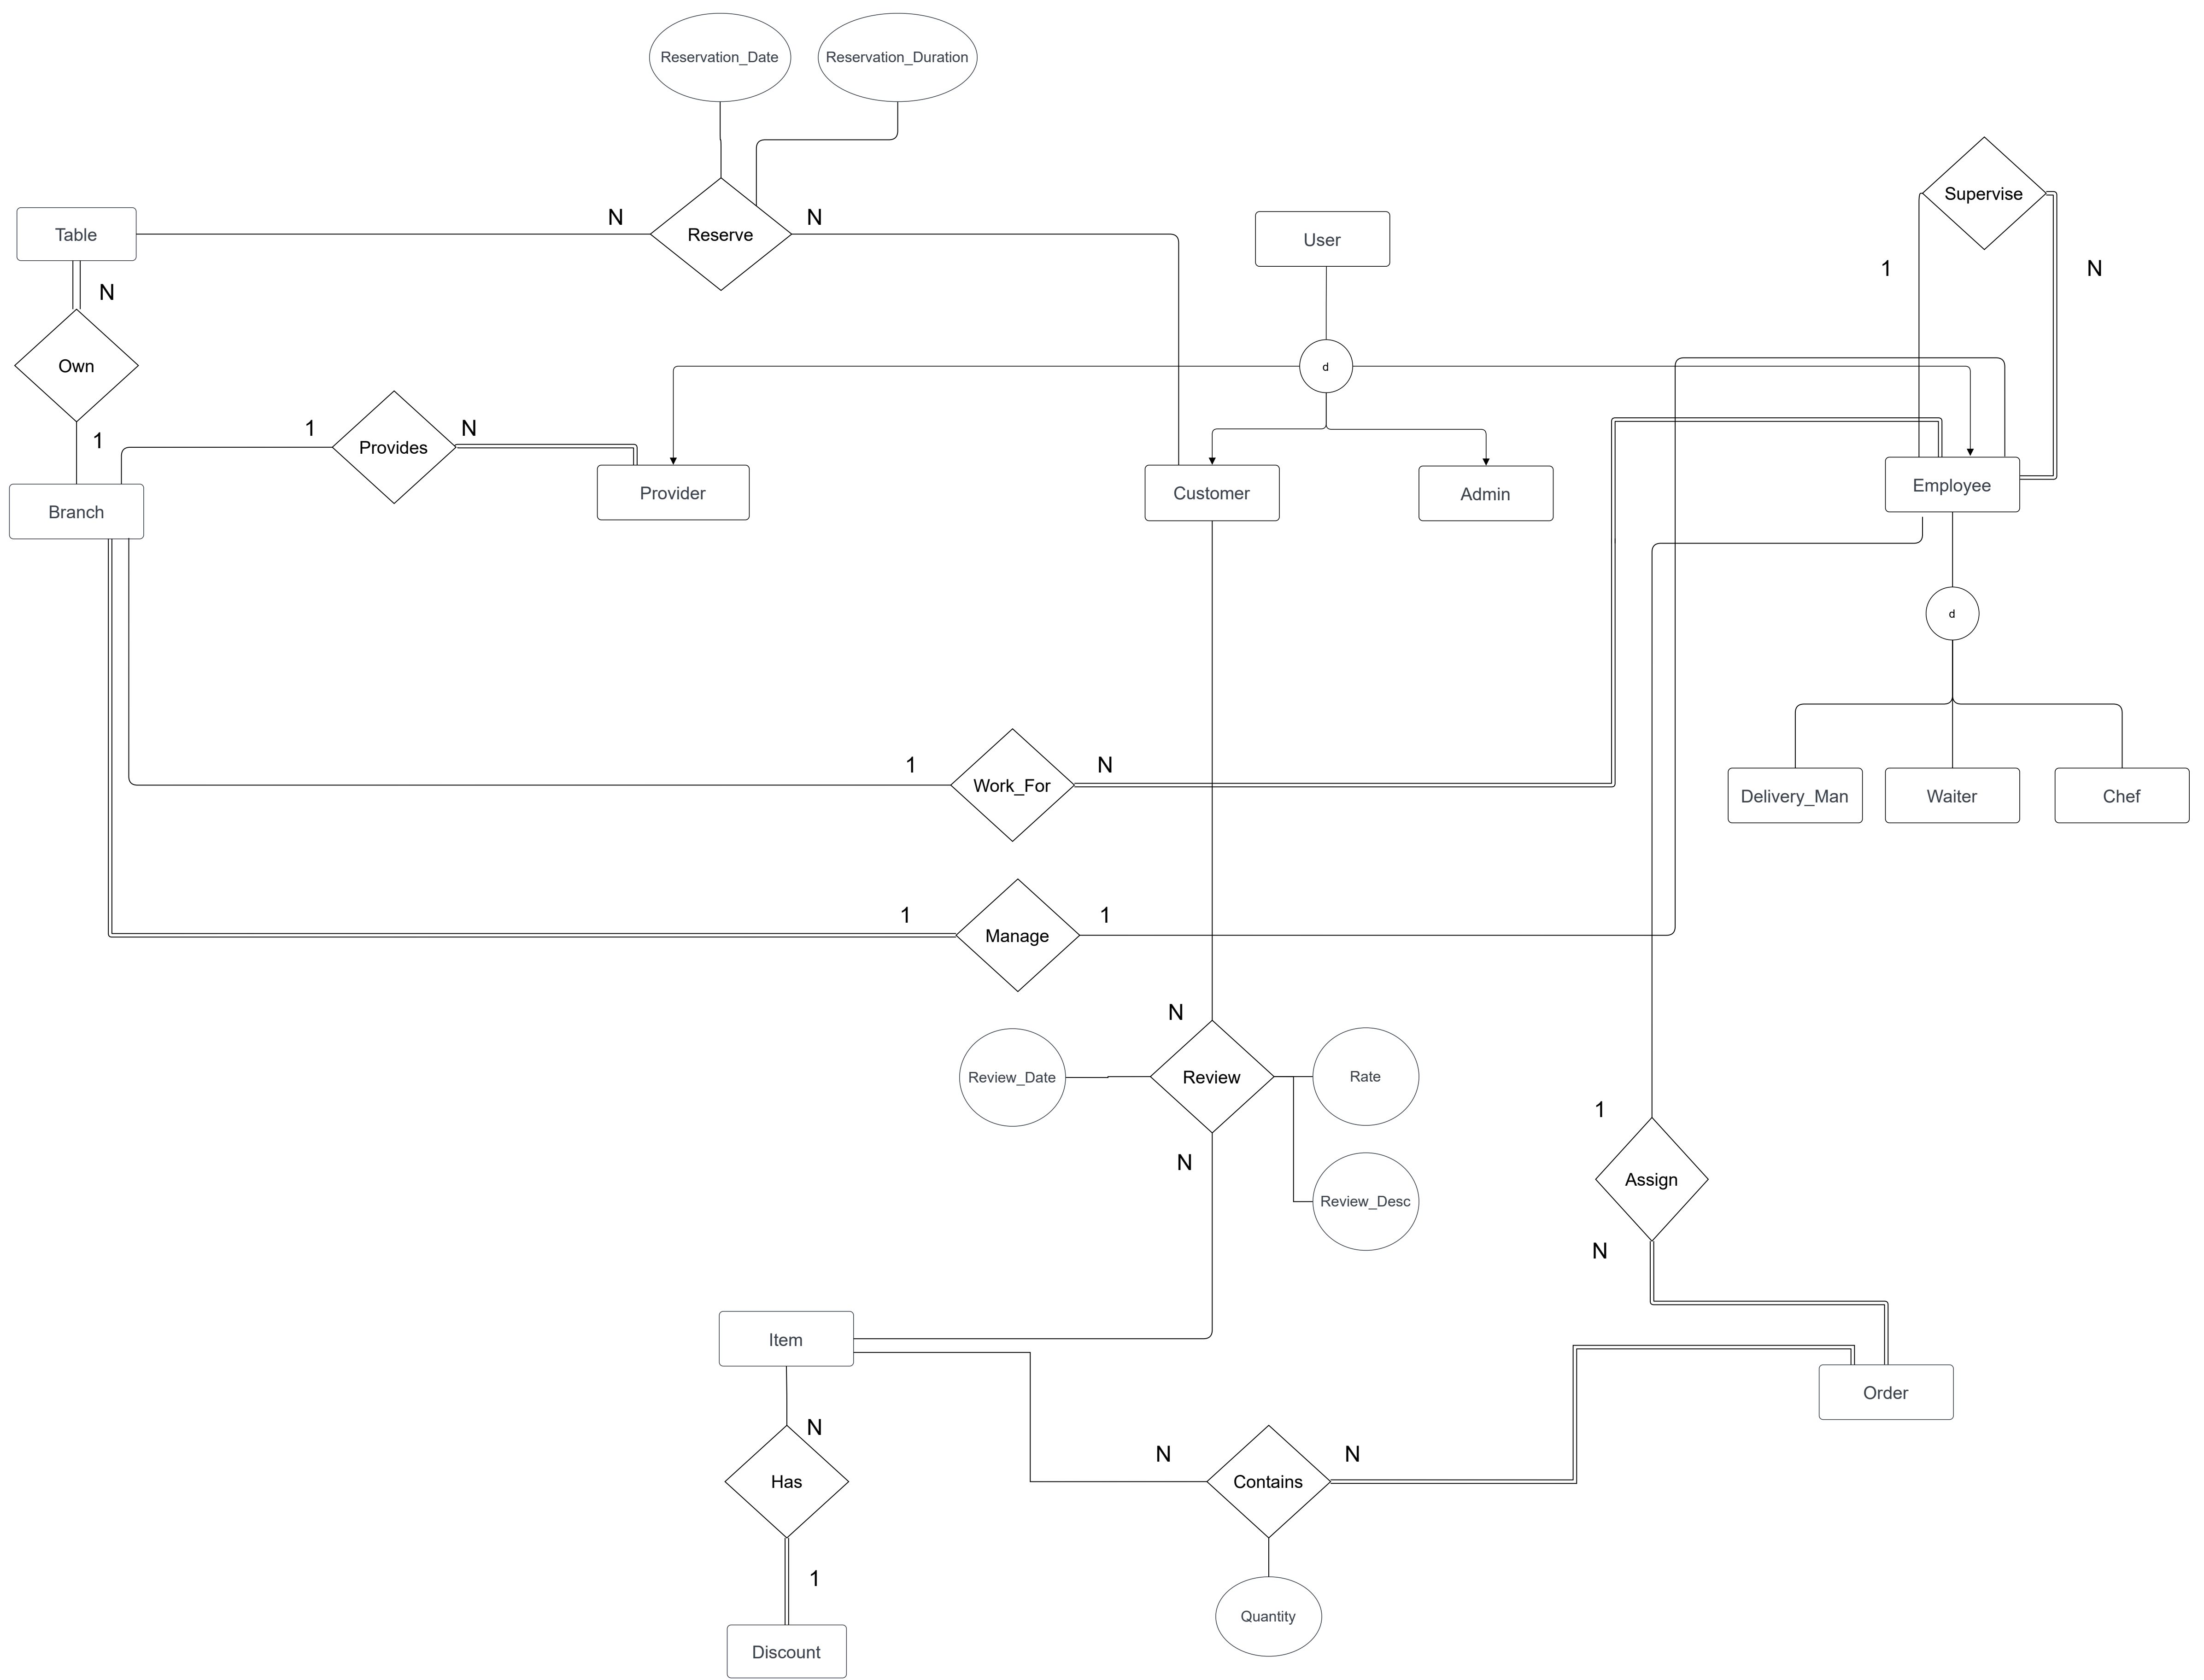 Reservation_Date
Reservation_Duration
Supervise
Table
N
Reserve
N
User
1
N
N
Own
d
1
1
Provides
N
Branch
Provider
Customer
Admin
Employee
d
1
Work_For
N
Delivery_Man
Waiter
Chef
1
Manage
1
N
Review_Date
Review
Rate
1
N
Review_Desc
Assign
N
Item
Order
N
Has
N
Contains
N
1
Quantity
Discount